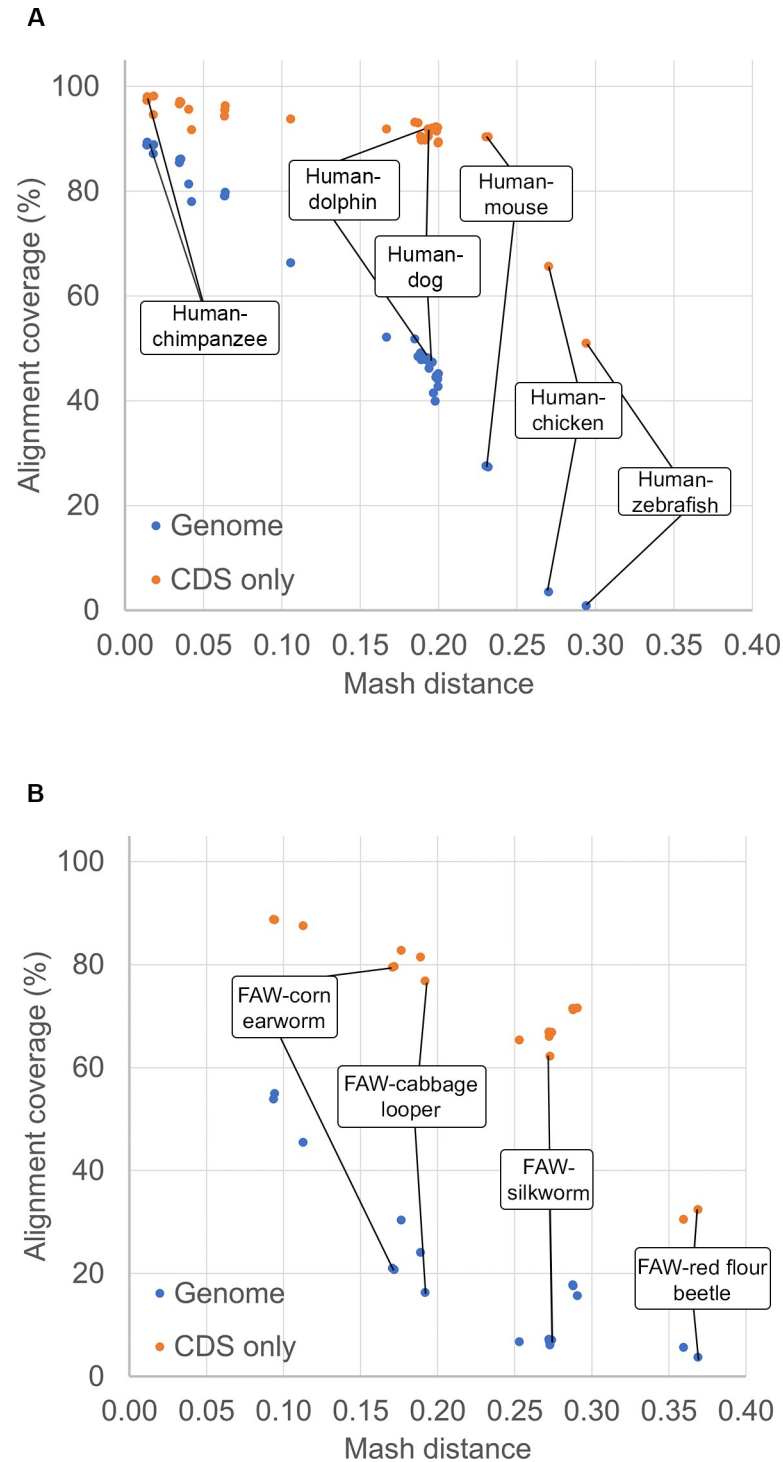 A
100
80
60
40
20
0
Alignment coverage (%)
Human-
dolphin
Human-
dog
Human-
mouse
Human-
chimpanzee
Human-
chicken
Human-
zebrafish
Genome
CDS only
0.00 0.05 0.10 0.15 0.20 0.25 0.30 0.35 0.40
Mash distance
B
100
80
60
40
20
0
Alignment coverage (%)
FAW-corn
earworm
FAW-cabbage
looper
FAW-
silkworm
FAW-red flour
beetle
Genome
CDS only
0.00 0.05 0.10 0.15 0.20 0.25 0.30 0.35 0.40
Mash distance